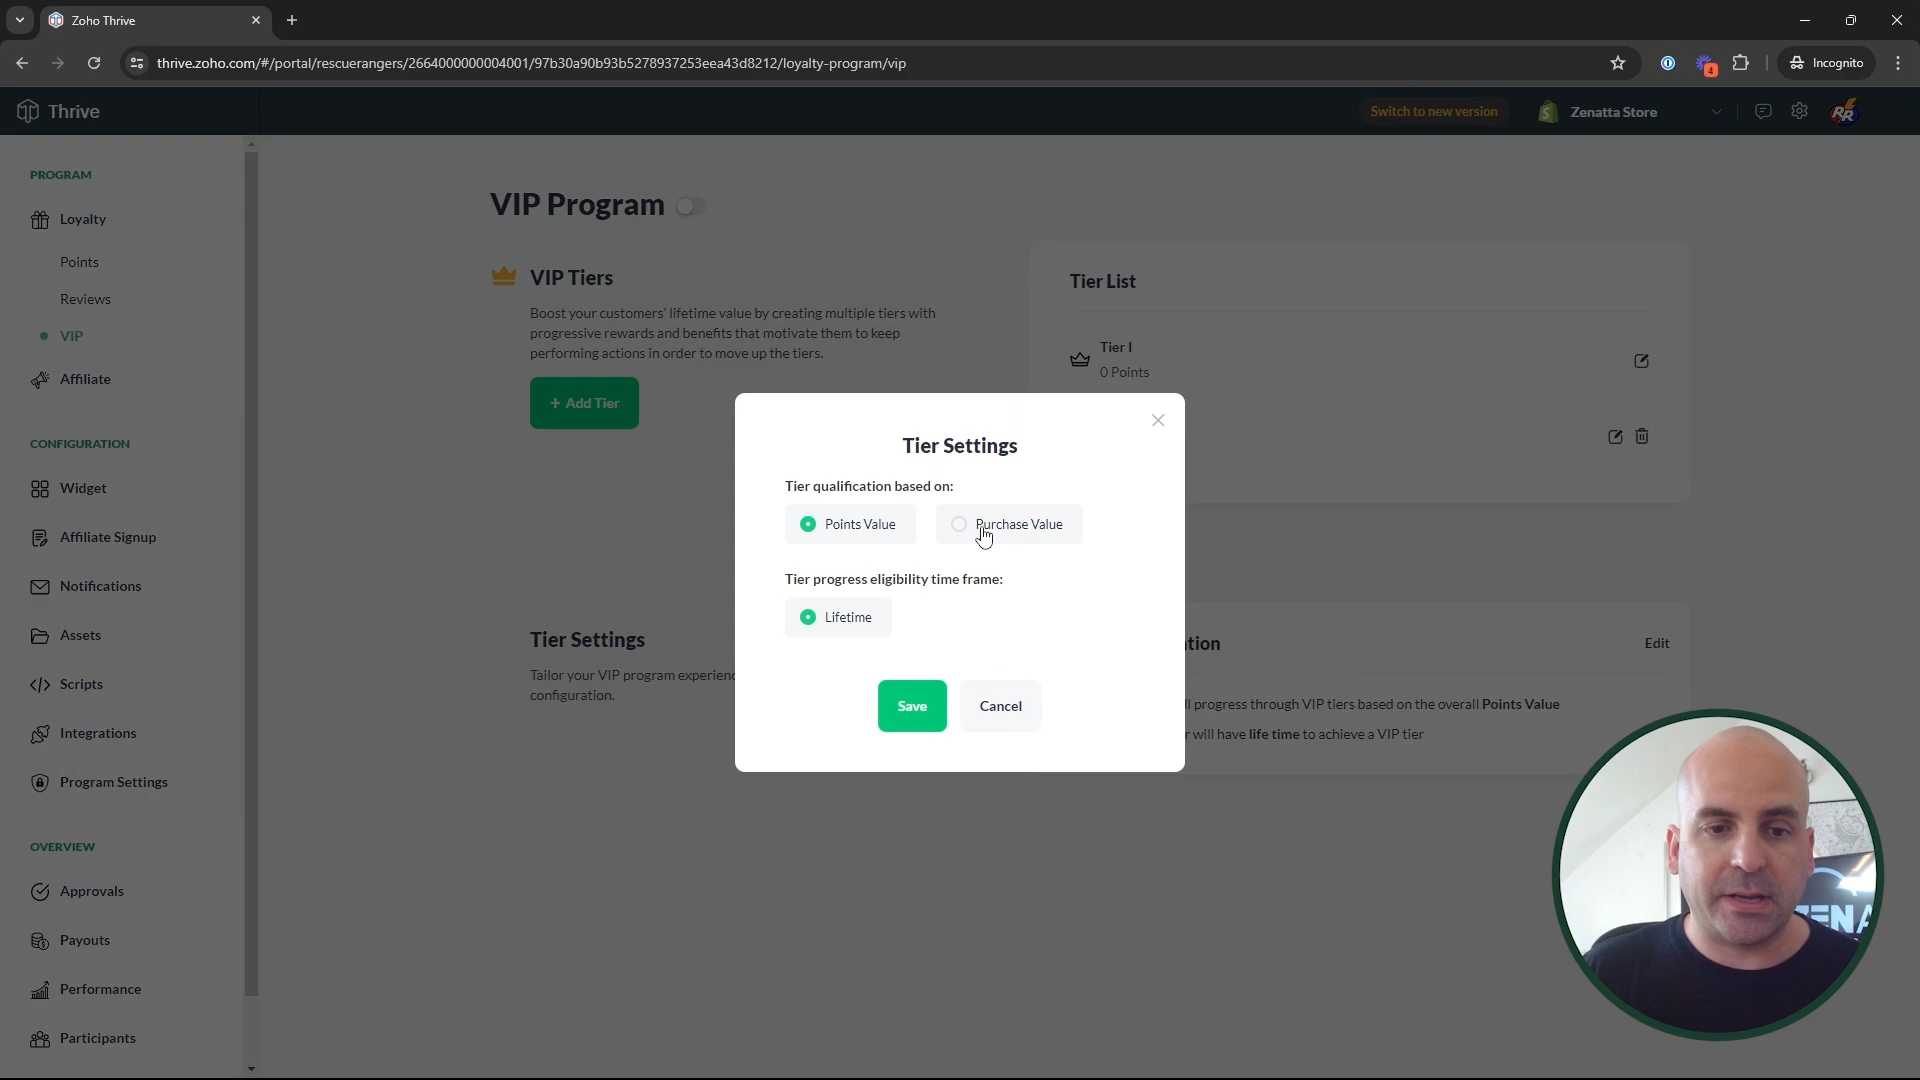 Zoho Thrive
thrive.zoho.com/#/portal/rescuerangers/2664000000004001/97b30a90b93b5278937253eea43d8212/loyalty-program/vip
4
Incognito
Thrive
Switch to new version
Zenatta Store
RR
PROGRAM
Loyalty
Points
Reviews
VIP
Affiliate
CONFIGURATION
Widget
Affiliate Signup
Notifications
Assets
Scripts
Integrations
Program Settings
OVERVIEW
Approvals
Payouts
Performance
Participants
VIP Program
VIP Tiers
Boost your customers' lifetime value by creating multiple tiers with
progressive rewards and benefits that motivate them to keep
performing actions in order to move up the tiers.
+ Add Tier
Tier List
Tier I
0 Points
Tier Settings
Tailor your VIP program experienc
configuration.
Tier Settings
Tier qualification based on:
Points Value
Purchase Value
Tier progress eligibility time frame:
Lifetime
Save
Cancel
ation
Edit
ll progress through VIP tiers based on the overall Points Value
r will have life time to achieve a VIP tier
ZENA